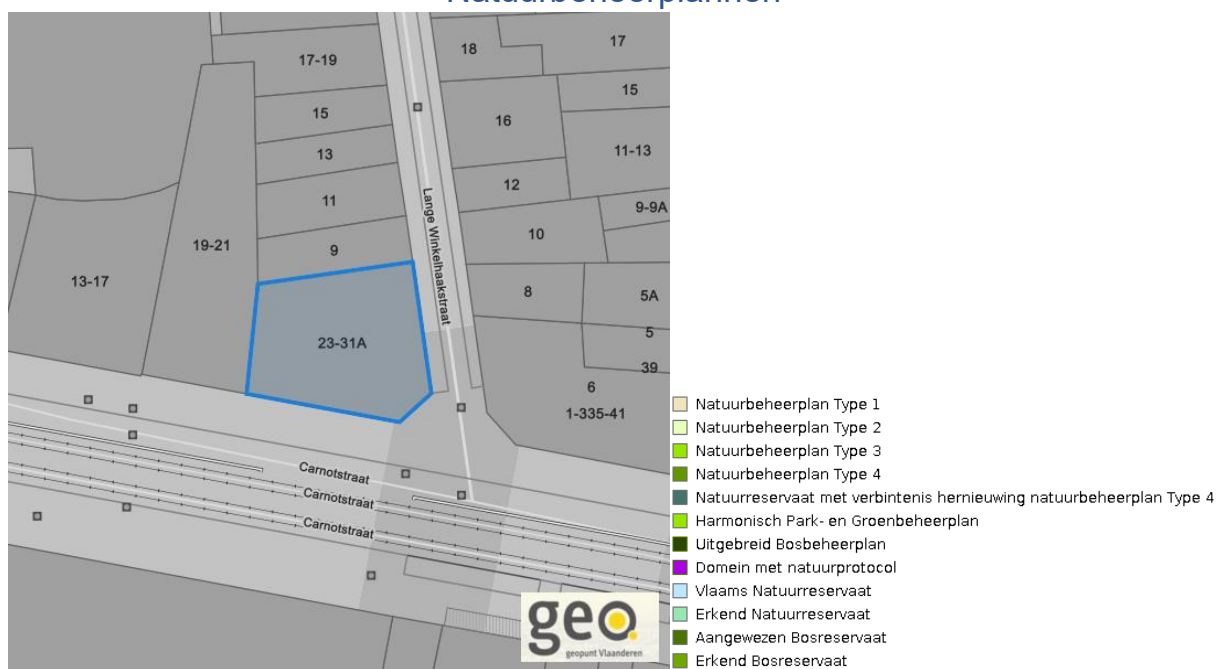 Natuurbeheerplannen
17-19
18
17
15
15
16
13
11-13
12
11
9-9A
10
19-21
9
13-17
8
5A
Lange Winkelhaakstraat
5
23-31A
39
6
1-335-41
Carnotstraat
Carnotstraat
Carnotstraat
geo
geopunt Vlaanderen
Natuurbeheerplan Type 1
Natuurbeheerplan Type 2
Natuurbeheerplan Type 3
Natuurbeheerplan Type 4
Natuurreservaat met verbintenis hernieuwing natuurbeheerplan Type 4
Harmonisch Park- en Groenbeheerplan
Uitgebreid Bosbeheerplan
Domein met natuurprotocol
Vlaams Natuurreservaat
Erkend Natuurreservaat
Aangewezen Bosreservaat
Erkend Bosreservaat